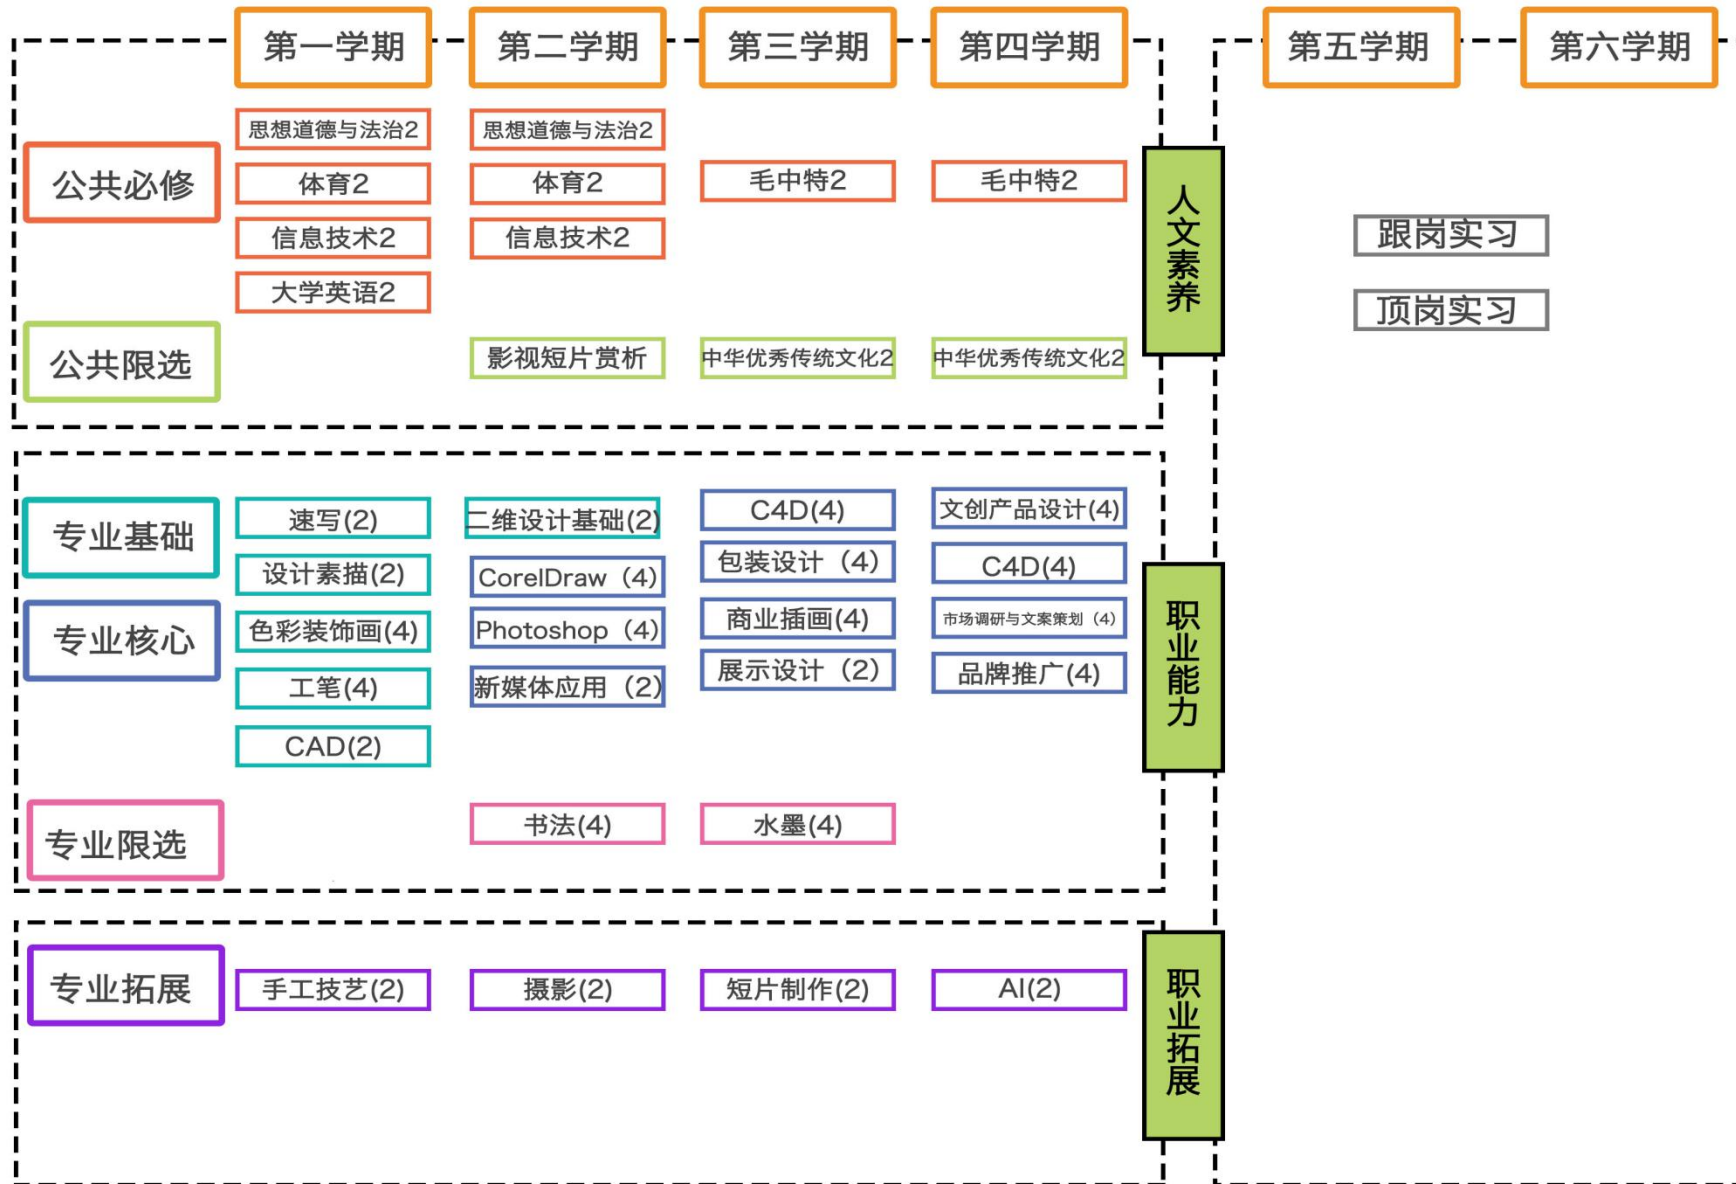 第一学期
第二学期
第三学期
第四学期
第五学期
第六学期
公共必修
思想道德与法治2
体育2
信息技术2
大学英语2
思想道德与法治2
体育2
信息技术2
毛中特2
毛中特2
人文素养
跟岗实习
顶岗实习
公共限选
影视短片赏析
中华优秀传统文化2
中华优秀传统文化2
专业基础
专业核心
速写(2)
设计素描(2)
色彩装饰画(4)
工笔(4)
CAD(2)
二维设计基础(2)
CorelDraw（4）
Photoshop（4）
新媒体应用（2）
C4D(4)
包装设计（4）
商业插画(4)
展示设计（2）
文创产品设计(4)
C4D(4)
市场调研与文案策划（4）
品牌推广(4)
职业能力
专业限选
书法(4)
水墨(4)
专业拓展
手工技艺(2)
摄影(2)
短片制作(2)
AI(2)
职业拓展